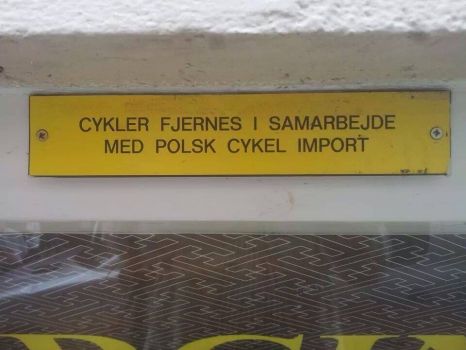 CYKLER FJERNES I SAMARBEJDE
MED POLSK CYKEL IMPORT